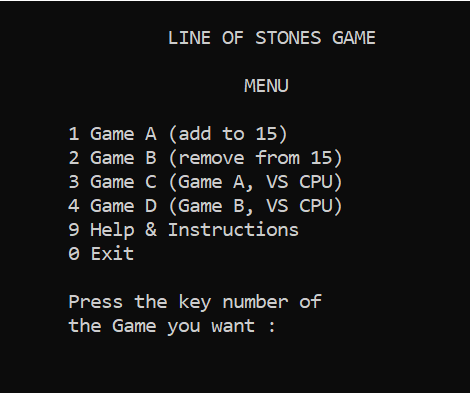 LINE OF STONES GAME
MENU
1 Game A (add to 15)
2 Game B (remove from 15)
3 Game C (Game A, VS CPU)
4 Game D (Game B, VS CPU)
9 Help & Instructions
0 Exit
Press the key number of
the Game you want :